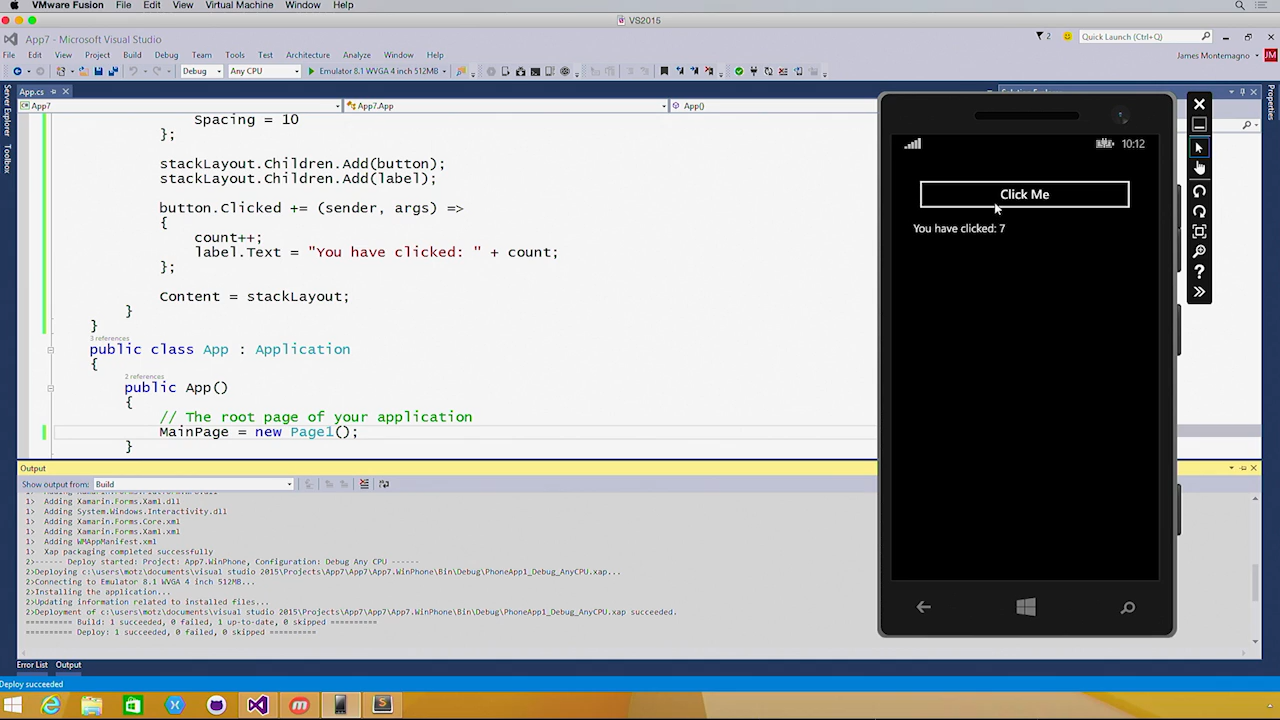 VMware Fusion File Edit View Virtual Machine Window Help
VS2015
App7 - Microsoft Visual Studio
2
Quick Launch (Ctrl+Q)
File Edit View Project Build Debug Team Tools Test Architecture Analyze Window Help
James Montemagno JM
Debug Any CPU Emulator 8.1 WVGA 4 inch 512MB
Server Explorer
Toolbox
App.cs
Properties
App7 App7.App App()
Spacing = 10
};
stackLayout.Children.Add(button);
stackLayout.Children.Add(label);
button.Clicked += (sender, args) =>
{
count++;
label.Text = "You have clicked: " + count;
};
Content = stackLayout;
}
}
3 references
public class App : Application
{
2 references
public App()
{
// The root page of your application
MainPage = new Page1();
}
10:12
Click Me
You have clicked: 7
?
Output
Show output from: Build
1> Adding Xamarin.Forms.Xaml.dll
1> Adding System.Windows.Interactivity.dll
1> Adding Xamarin.Forms.Core.xml
1> Adding Xamarin.Forms.Xaml.xml
1> Adding WMAppManifest.xml
1> Xap packaging completed successfully
2>------ Deploy started: Project: App7.WinPhone, Configuration: Debug Any CPU ------
2>Deploying c:\users\motz\documents\visual studio 2015\Projects\App7\App7\App7.WinPhone\Bin\Debug\PhoneApp1_Debug_AnyCPU.xap...
2>Connecting to Emulator 8.1 WVGA 4 inch 512MB...
2>Installing the application...
2>Updating information related to installed files...
2>Deployment of c:\users\motz\documents\visual studio 2015\Projects\App7\App7\App7.WinPhone\Bin\Debug\PhoneApp1_Debug_AnyCPU.xap succeeded.
========== Build: 1 succeeded, 0 failed, 1 up-to-date, 0 skipped ==========
========== Deploy: 1 succeeded, 0 failed, 0 skipped ==========
Error List Output
Deploy succeeded